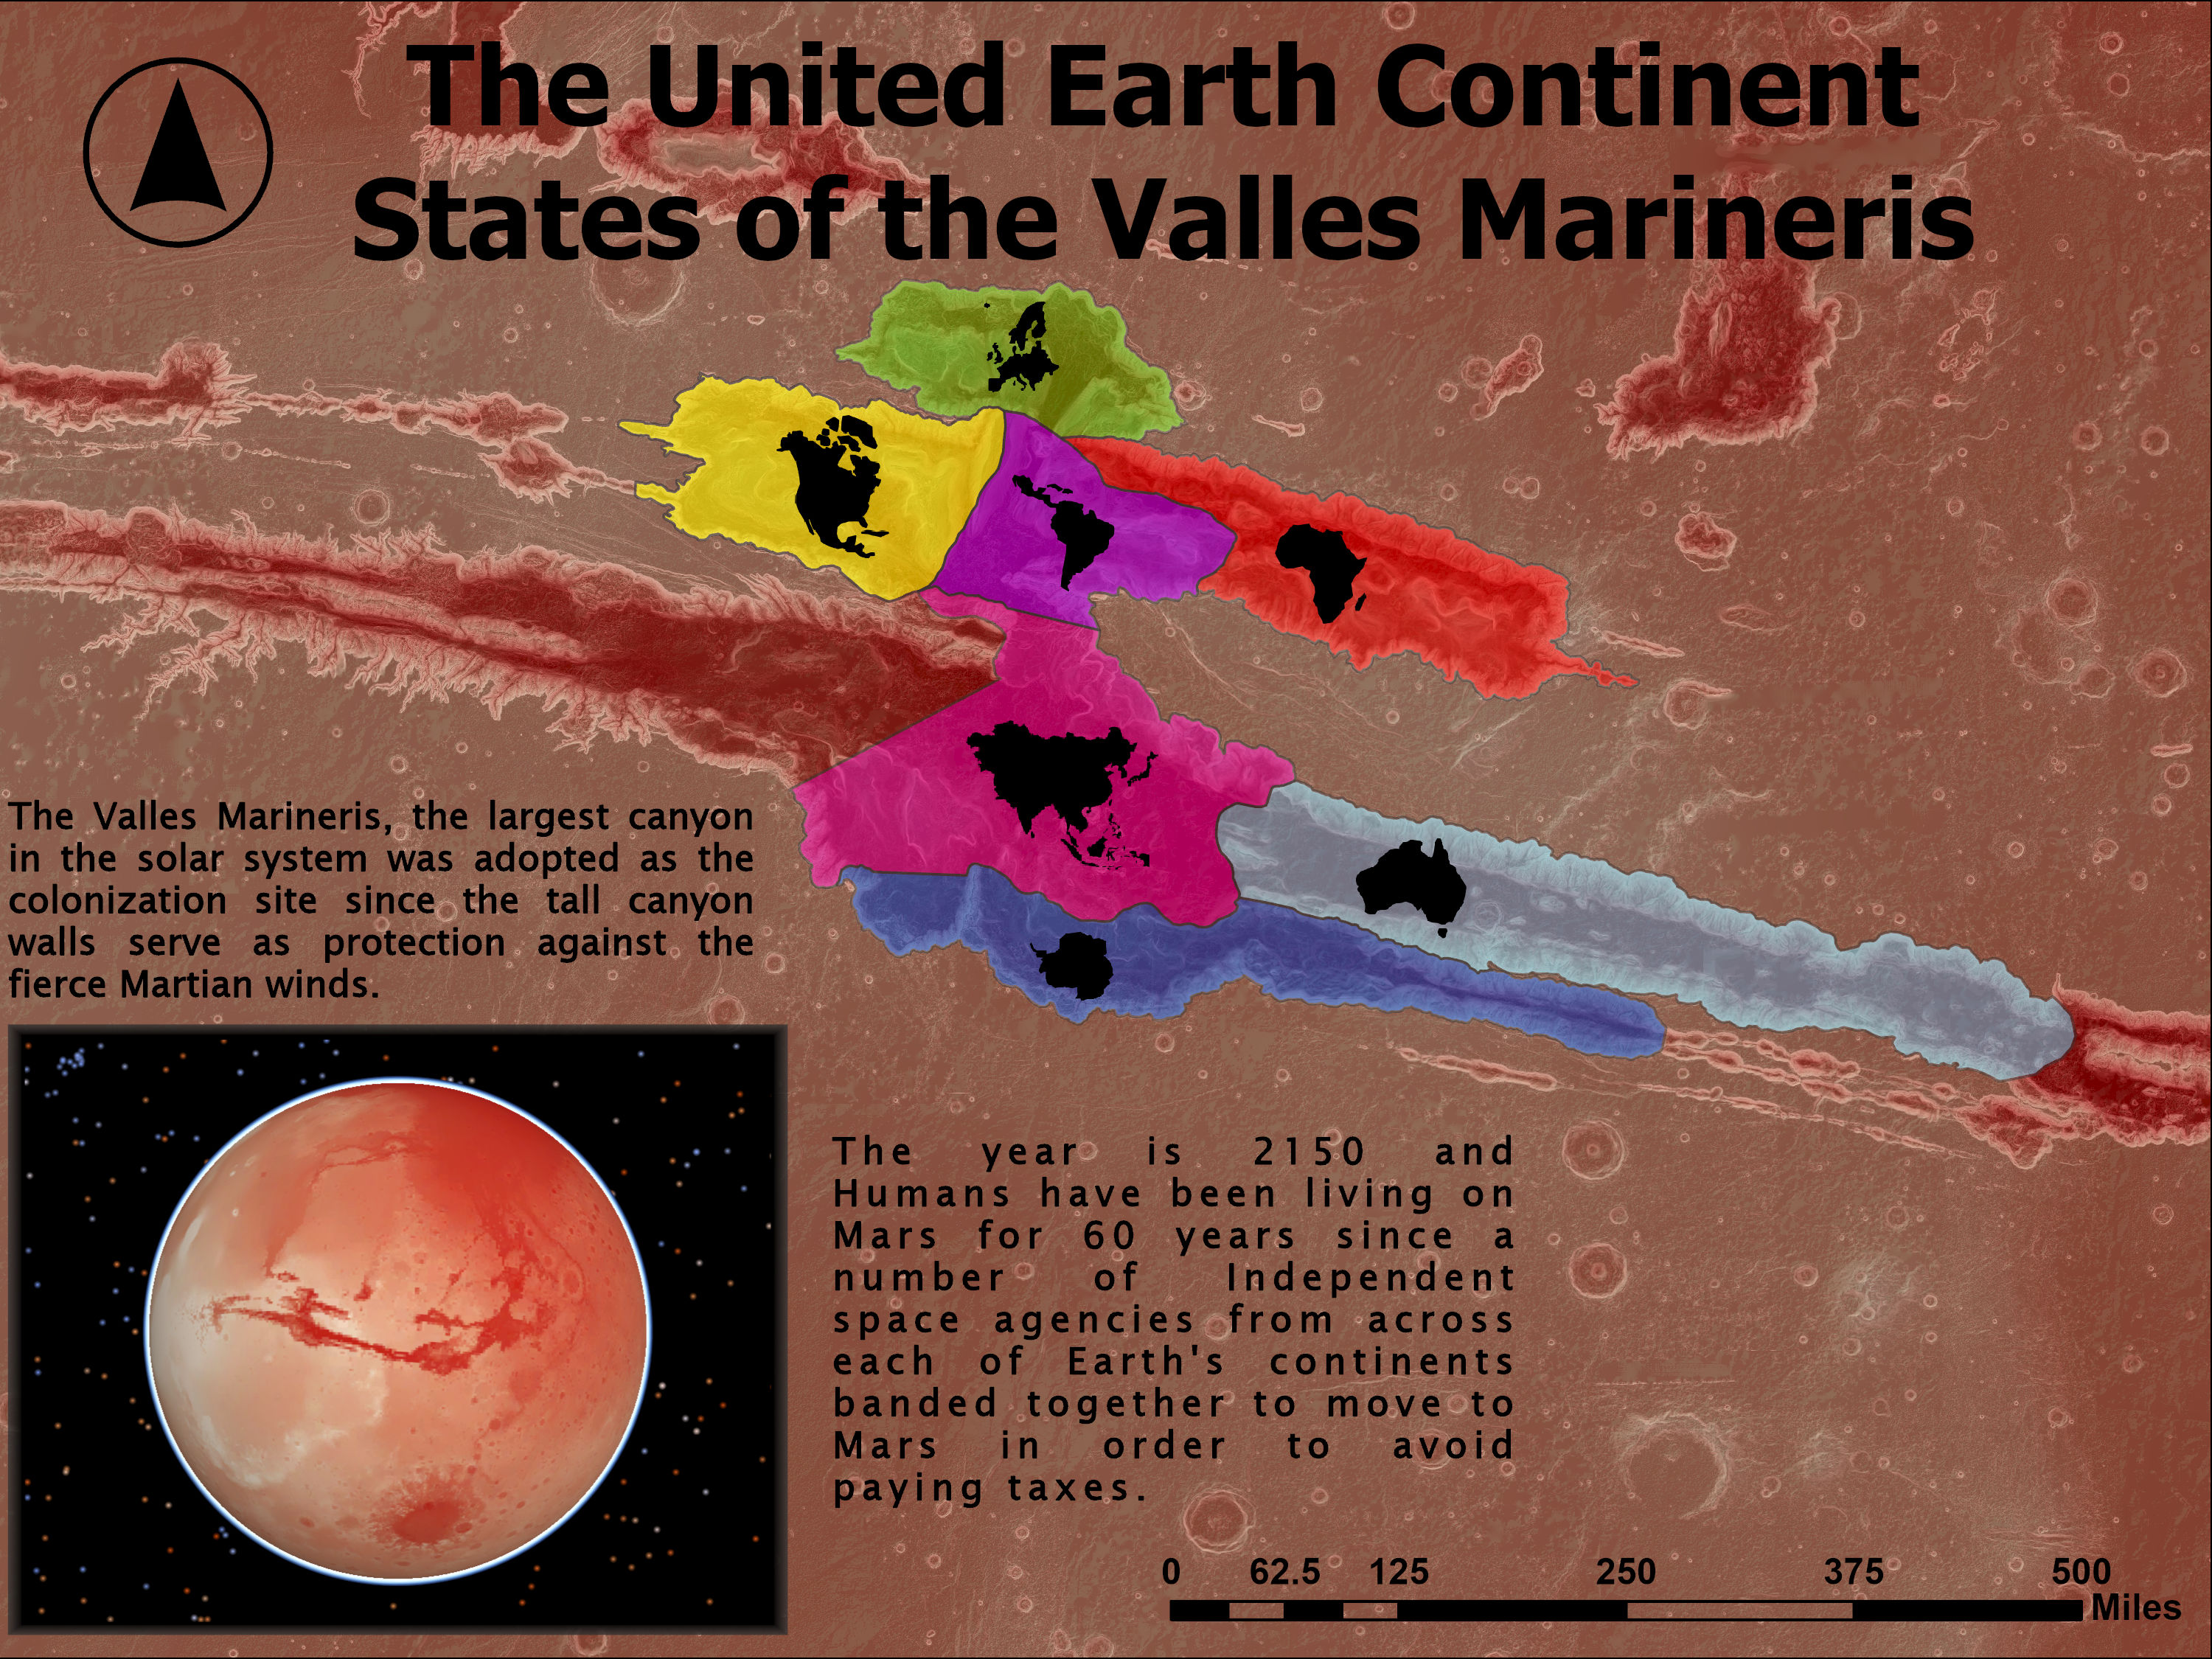 The United Earth Continent
States of the Valles Marineris
The Valles Marineris, the largest canyon
in the solar system was adopted as the
colonization site since the tall canyon
walls serve as protection against the
fierce Martian winds.
The year is 2150 and
Humans have been living on
Mars for 60 years since a
number of Independent
space agencies from across
each of Earth's continents
banded together to move to
Mars in order to avoid
paying taxes.
0 62.5 125 250 375 500
Miles